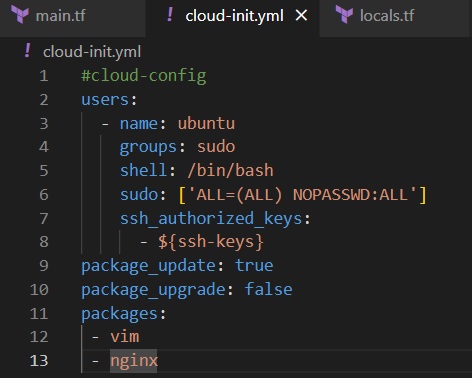 main.tf ! cloud-init.yml × locals.tf
! cloud-init.yml
1 #cloud-config
2 users:
3   - name: ubuntu
4     groups: sudo
5     shell: /bin/bash
6     sudo: ['ALL=(ALL) NOPASSWD:ALL']
7     ssh_authorized_keys:
8       - ${ssh-keys}
9 package_update: true
10 package_upgrade: false
11 packages:
12  - vim
13  - nginx